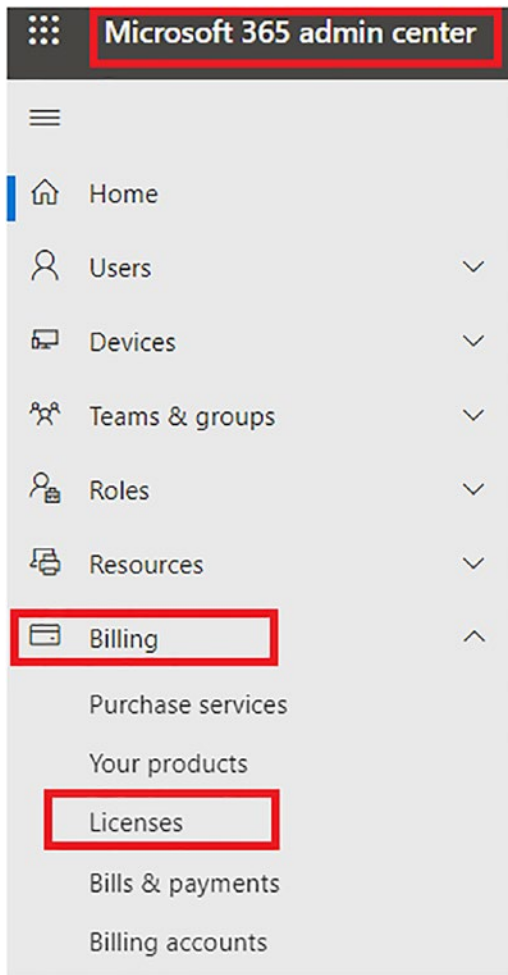 Microsoft 365 admin center
Home
Users
Devices
Teams & groups
Roles
Resources
Billing
Purchase services
Your products
Licenses
Bills & payments
Billing accounts